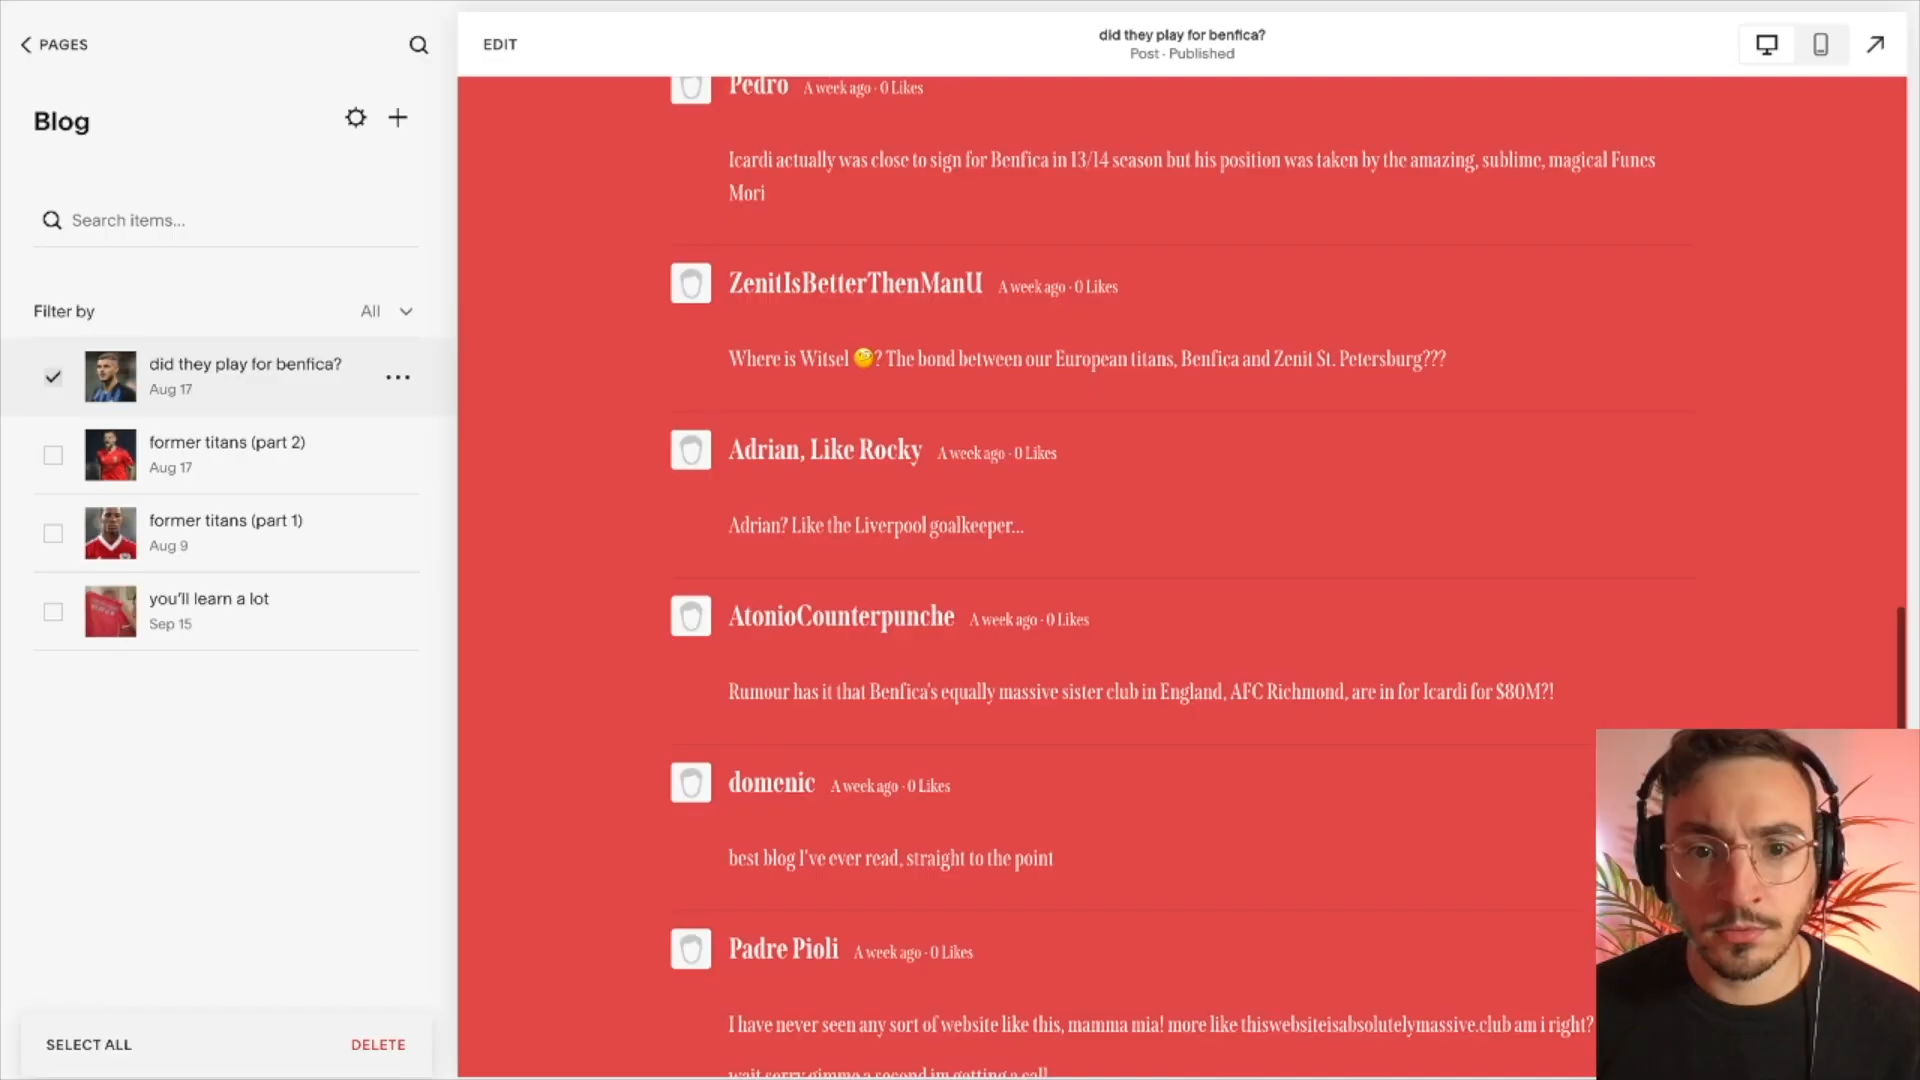 PAGES
Blog
Search items...
Filter by
All
did they play for benfica?
Aug 17
former titans (part 2)
Aug 17
former titans (part 1)
Aug 9
you'll learn a lot
Sep 15
SELECT ALL
DELETE
EDIT
did they play for benfica?
Post · Published
Pedro A week ago · 0 Likes
Icardi actually was close to sign for Benfica in 13/14 season but his position was taken by the amazing, sublime, magical Funes
Mori
ZenitIsBetterThenManU A week ago · 0 Likes
Where is Witsel 🧐? The bond between our European titans, Benfica and Zenit St. Petersburg???
Adrian, Like Rocky A week ago · 0 Likes
Adrian? Like the Liverpool goalkeeper...
AtonioCounterpunche A week ago · 0 Likes
Rumour has it that Benfica's equally massive sister club in England, AFC Richmond, are in for Icardi for $80M?!
domenic A week ago · 0 Likes
best blog I've ever read, straight to the point
Padre Pioli A week ago · 0 Likes
I have never seen any sort of website like this, mamma mia! more like thiswebsiteisabsolutelymassive.club am i right?
wait sorry gimme a second im getting a call